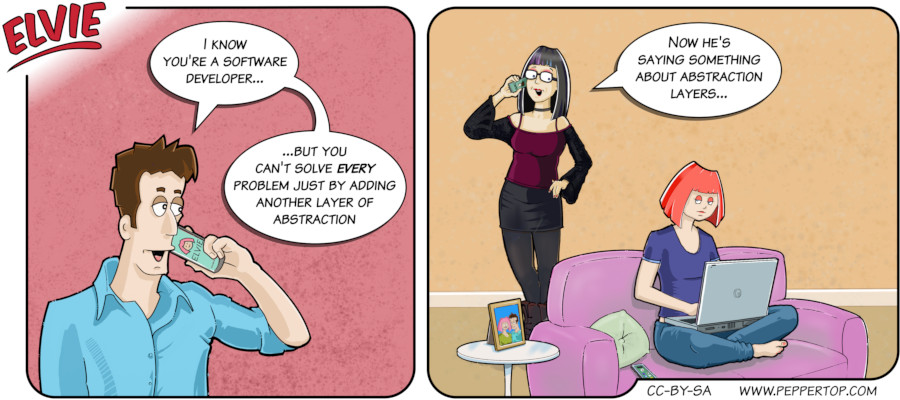 ELVIE
I KNOW
YOU'RE A SOFTWARE
DEVELOPER...
...BUT YOU
CAN'T SOLVE EVERY
PROBLEM JUST BY ADDING
ANOTHER LAYER OF
ABSTRACTION
ELVIE
NOW HE'S
SAYING SOMETHING
ABOUT ABSTRACTION
LAYERS...
CC-BY-SA
WWW.PEPPERTOP.COM